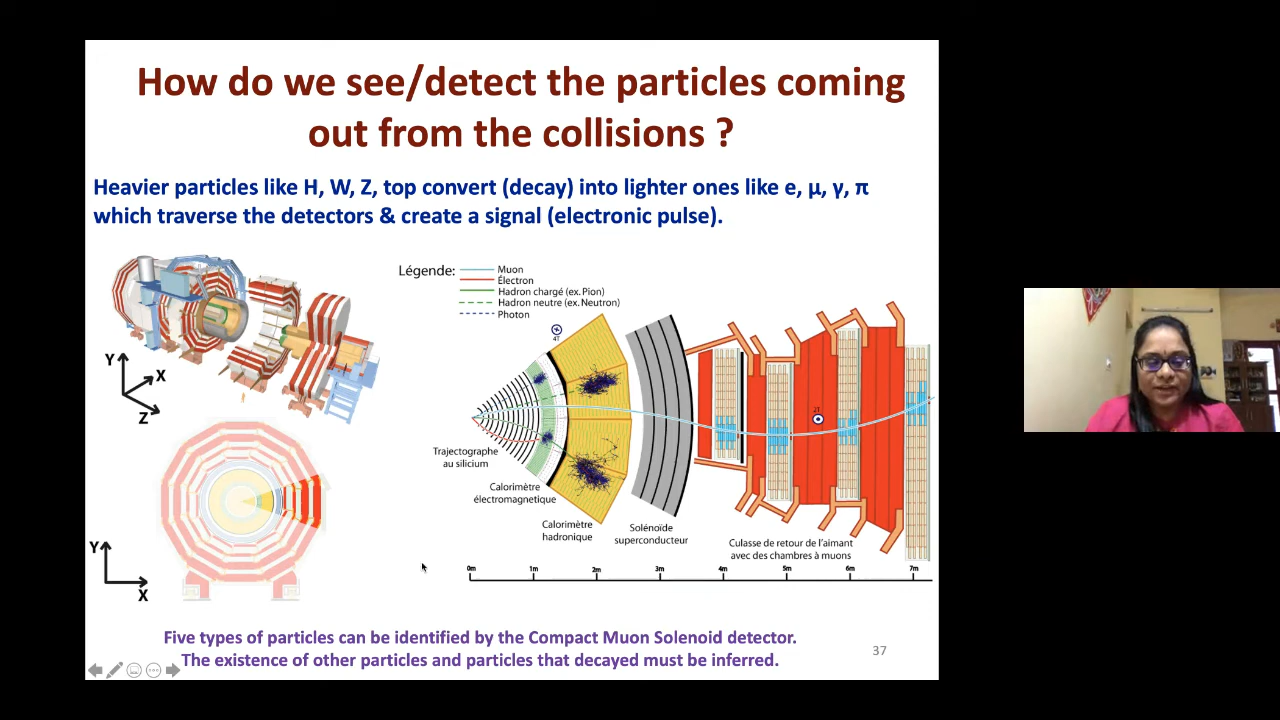 How do we see/detect the particles coming
out from the collisions ?
Heavier particles like H, W, Z, top convert (decay) into lighter ones like e, μ, γ, π
which traverse the detectors & create a signal (electronic pulse).
Légende:
Muon
Électron
Hadron chargé (ex. Pion)
Hadron neutre (ex. Neutron)
Photon
4T
2T
Y
X
Z
Trajectographe
au silicium
Calorimètre
électromagnetique
Calorimètre
hadronique
Solénoïde
superconducteur
Culasse de retour de l'aimant
avec des chambres à muons
Y
X
0m 1m 2m 3m 4m 5m 6m 7m
Five types of particles can be identified by the Compact Muon Solenoid detector.
The existence of other particles and particles that decayed must be inferred.
37